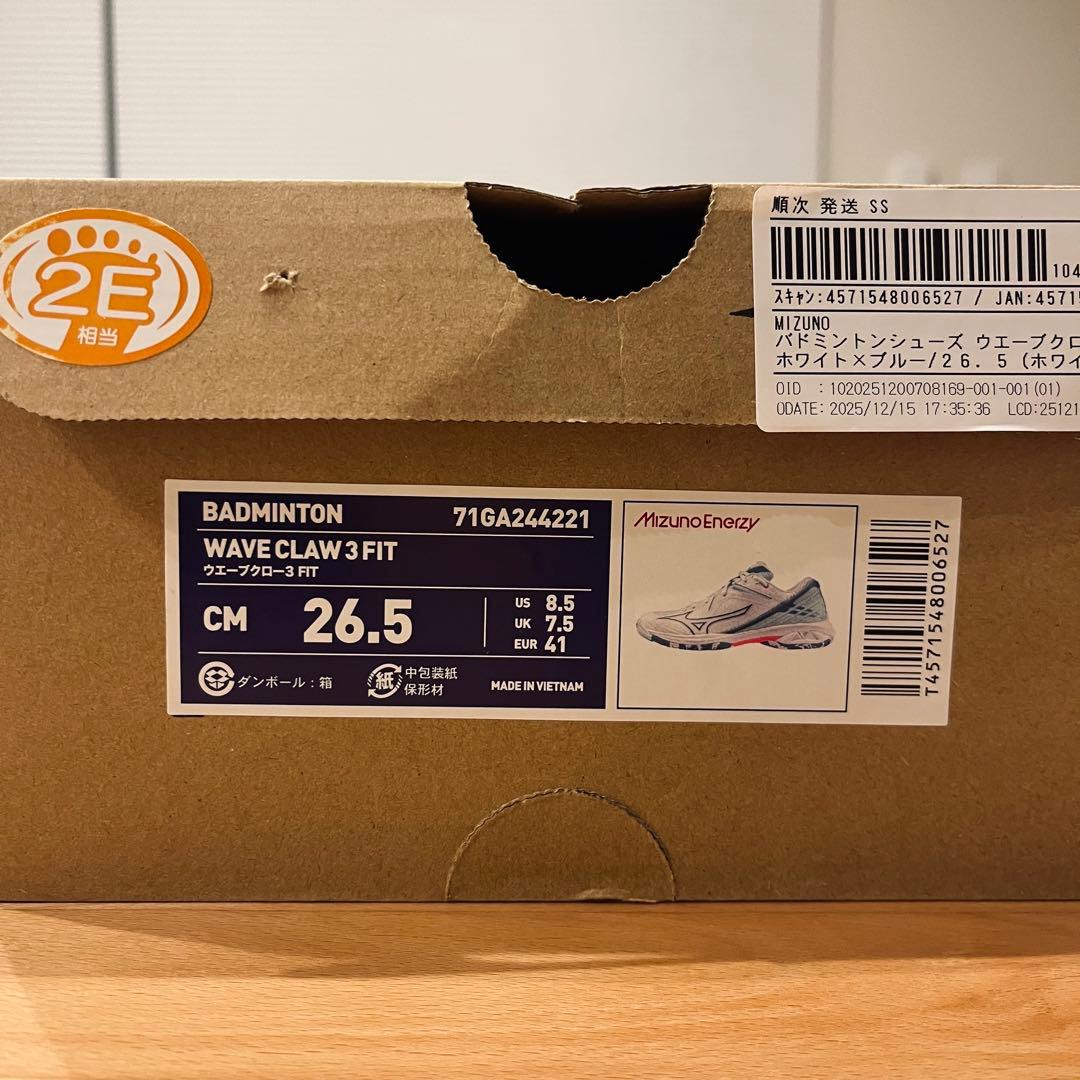 2E
相当
順次 発送 SS
104
ｽｷｬﾝ:4571548006527 / JAN:4571
MIZUNO
バドミントンシューズ ウエーブクロ
ホワイト×ブルー/26.5(ホワイ
OID :1020251200708169-001-001(01)
ODATE:2025/12/15 17:35:36 LCD:25121
BADMINTON 71GA244221
WAVE CLAW 3 FIT
ウエーブクロー3 FIT
CM 26.5
US 8.5
UK 7.5
EUR 41
ダンボール:箱
紙 中包装紙
保形材
MADE IN VIETNAM
MizunoEnerzy
T4571548006527